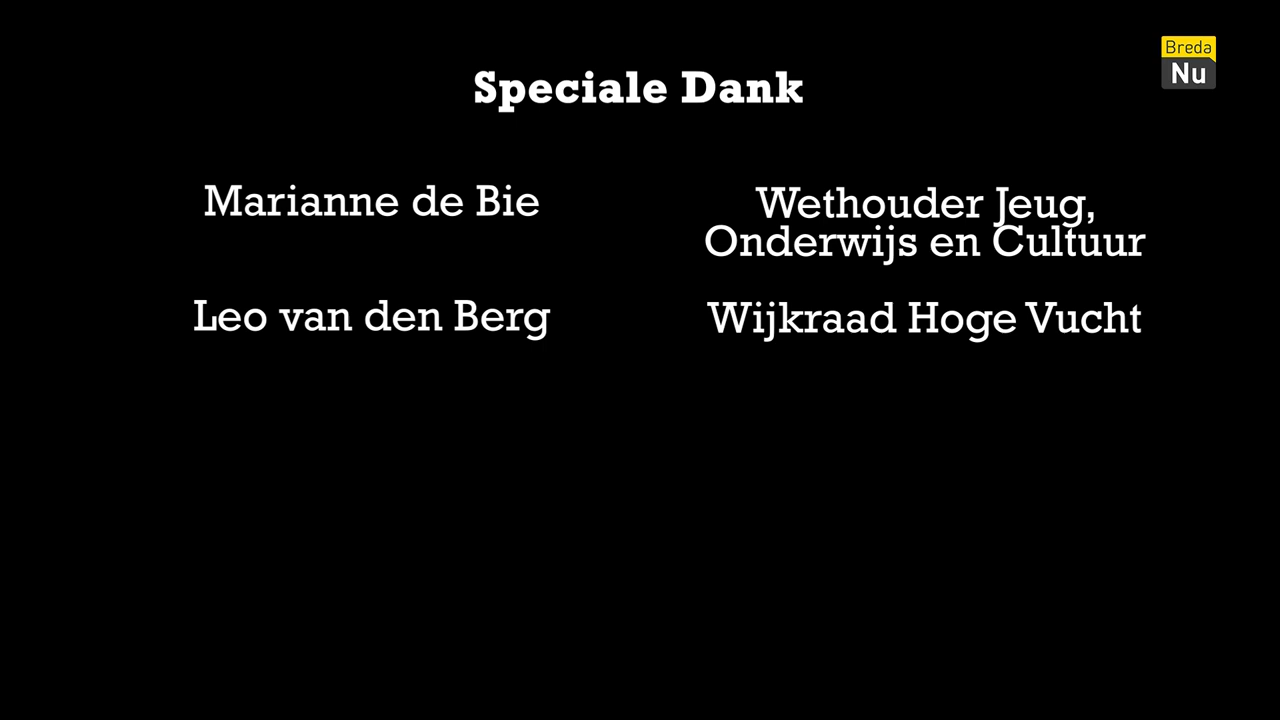 Breda
Nu
Speciale Dank
Marianne de Bie
Wethouder Jeug,
Onderwijs en Cultuur
Leo van den Berg
Wijkraad Hoge Vucht